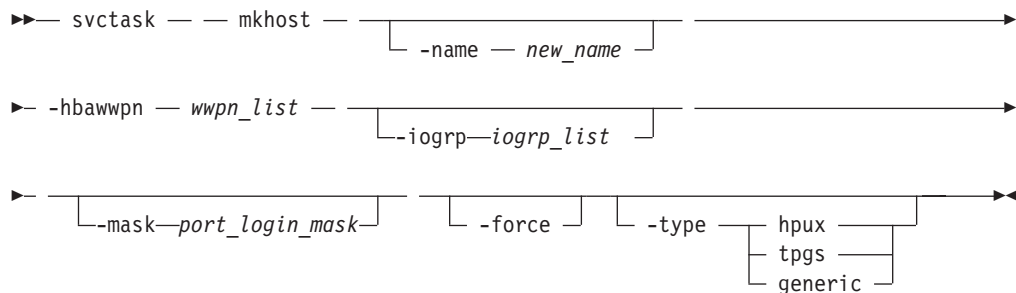 svctask mkhost
-name new_name
-hbawwpn wwpn_list
-iogrp iogrp_list
-mask port_login_mask
-force
-type hpux
tpgs
generic